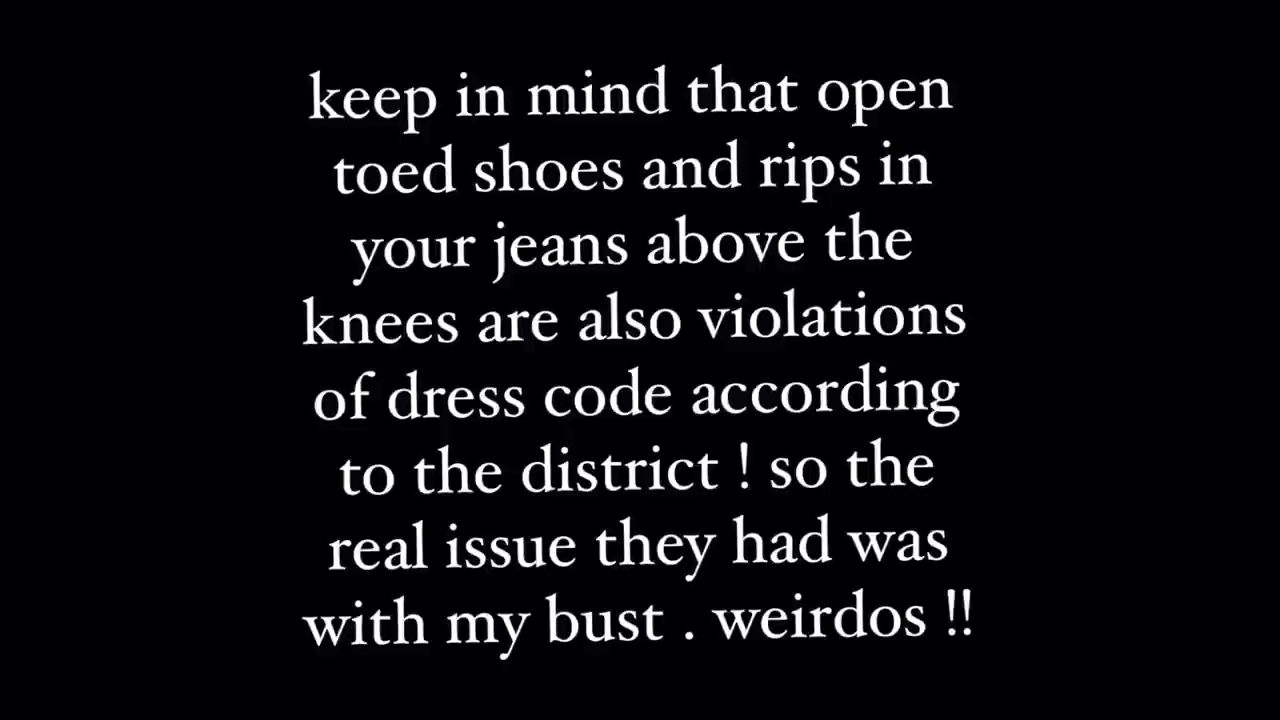 keep in mind that open
toed shoes and rips in
your jeans above the
knees are also violations
of dress code according
to the district ! so the
real issue they had was
with my bust . weirdos !!